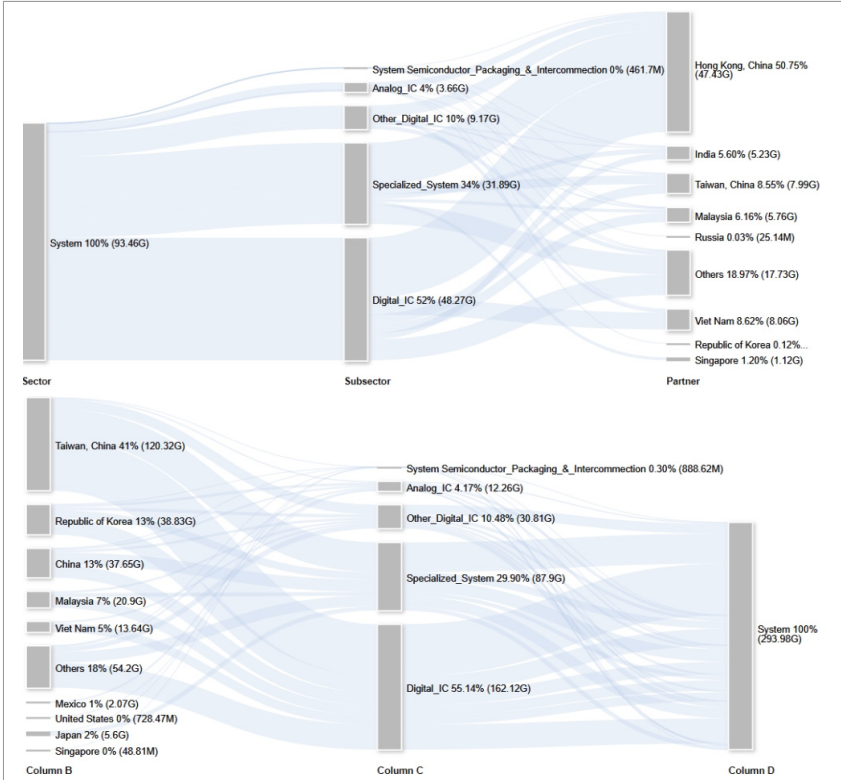 System 100% (93.46G)
System Semiconductor_Packaging_&_Intercommection 0% (461.7M)
Analog_IC 4% (3.66G)
Other_Digital_IC 10% (9.17G)
Specialized_System 34% (31.89G)
Digital_IC 52% (48.27G)
Hong Kong, China 50.75%
(47.43G)
India 5.60% (5.23G)
Taiwan, China 8.55% (7.99G)
Malaysia 6.16% (5.76G)
Russia 0.03% (25.14M)
Others 18.97% (17.73G)
Viet Nam 8.62% (8.06G)
Republic of Korea 0.12%...
Singapore 1.20% (1.12G)
Sector
Subsector
Partner
Taiwan, China 41% (120.32G)
Republic of Korea 13% (38.83G)
China 13% (37.65G)
Malaysia 7% (20.9G)
Viet Nam 5% (13.64G)
Others 18% (54.2G)
Mexico 1% (2.07G)
United States 0% (728.47M)
Japan 2% (5.6G)
Singapore 0% (48.81M)
System Semiconductor_Packaging_&_Intercommection 0.30% (888.62M)
Analog_IC 4.17% (12.26G)
Other_Digital_IC 10.48% (30.81G)
Specialized_System 29.90% (87.9G)
Digital_IC 55.14% (162.12G)
System 100%
(293.98G)
Column B
Column C
Column D